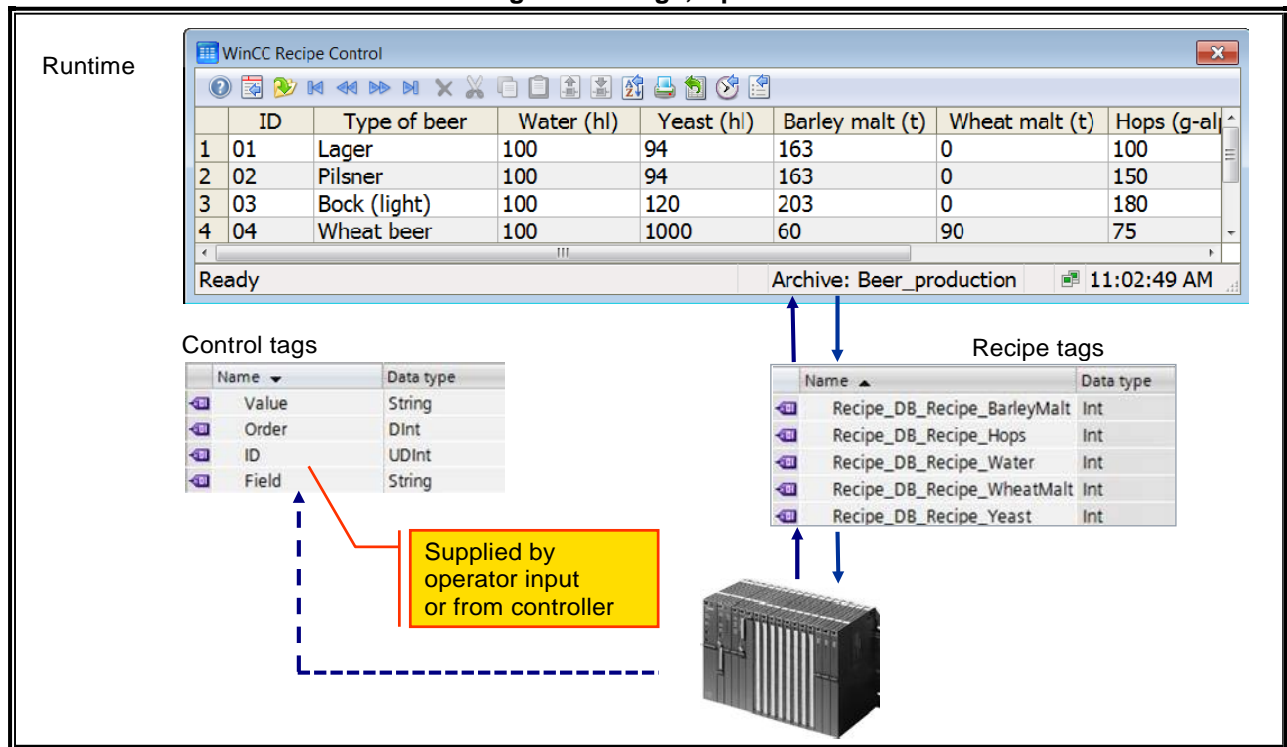 Runtime
WinCC Recipe Control
ID Type of beer Water (hl) Yeast (hl) Barley malt (t) Wheat malt (t) Hops (g-al
1 01 Lager 100 94 163 0 100
2 02 Pilsner 100 94 163 0 150
3 03 Bock (light) 100 120 203 0 180
4 04 Wheat beer 100 1000 60 90 75
Ready Archive: Beer_production 11:02:49 AM
Control tags
Name Data type
Value String
Order DInt
ID UDInt
Field String
Recipe tags
Name Data type
Recipe_DB_Recipe_BarleyMalt Int
Recipe_DB_Recipe_Hops Int
Recipe_DB_Recipe_Water Int
Recipe_DB_Recipe_WheatMalt Int
Recipe_DB_Recipe_Yeast Int
Supplied by
operator input
or from controller